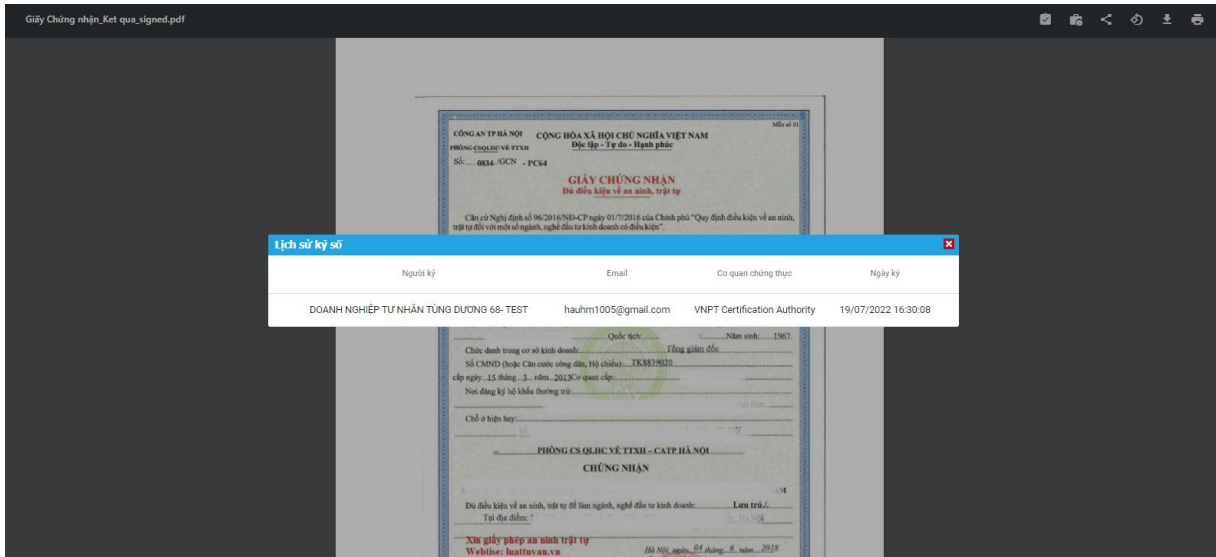 Giấy Chứng nhận_Ket qua_signed.pdf
Mẫu số 01
CÔNG AN TP HÀ NỘI CỘNG HÒA XÃ HỘI CHỦ NGHĨA VIỆT NAM
PHÒNG CSQLHC VỀ TTXH Độc lập - Tự do - Hạnh phúc
Số: 0834 /GCN - PC64
GIẤY CHỨNG NHẬN
Đủ điều kiện về an ninh, trật tự
Căn cứ Nghị định số 96/2016/NĐ-CP ngày 01/7/2016 của Chính phủ "Quy định điều kiện về an ninh,
trật tự đối với một số ngành, nghề đầu tư kinh doanh có điều kiện".
Lịch sử ký số
Người ký Email Cơ quan chứng thực Ngày ký
DOANH NGHIỆP TƯ NHÂN TÙNG DƯƠNG 68- TEST hauhm1005@gmail.com VNPT Certification Authority 19/07/2022 16:30:08
Quốc tịch: Năm sinh: 1967
Chức danh trong cơ sở kinh doanh: Tổng giám đốc
Số CMND (hoặc Căn cước công dân, Hộ chiếu): TK8839020
cấp ngày 15 tháng 3 năm 2013 Cơ quan cấp:
Nơi đăng ký hộ khẩu thường trú:
Chỗ ở hiện nay:
PHÒNG CS QLHC VỀ TTXH – CATP HÀ NỘI
CHỨNG NHẬN
Đủ điều kiện về an ninh, trật tự để làm ngành, nghề đầu tư kinh doanh: Lưu trú./.
Tại địa điểm:
Xin giấy phép an ninh trật tự
Webtise: luattuvan.vn Hà Nội, ngày 04 tháng 6 năm 2018